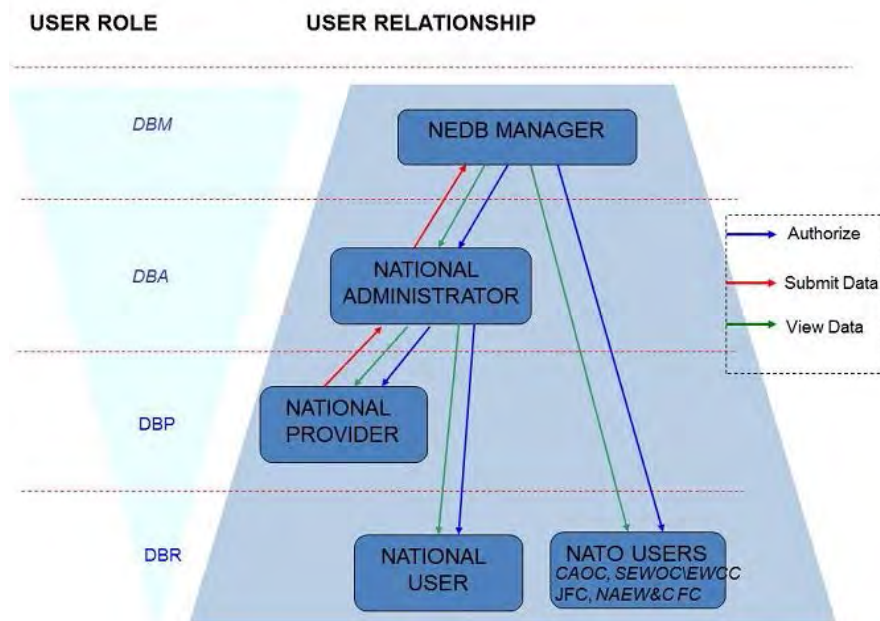 USER ROLE
USER RELATIONSHIP
DBM
NEDB MANAGER
Authorize
DBA
NATIONAL
ADMINISTRATOR
Submit Data
View Data
DBP
NATIONAL
PROVIDER
DBR
NATIONAL
USER
NATO USERS
CAOC, SEWOC\EWCC
JFC, NAEW&C FC